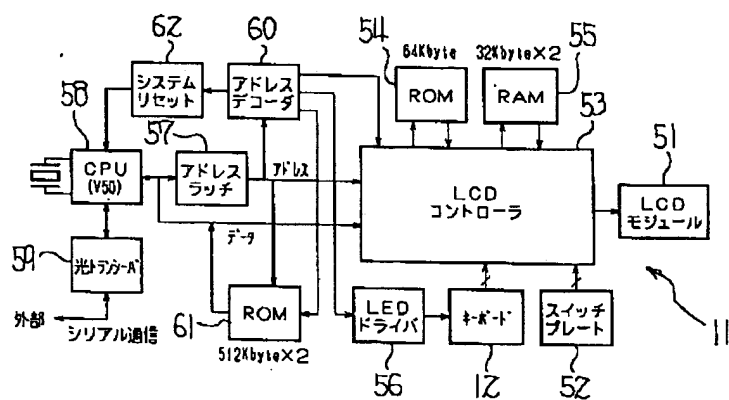 62
システム
リセット
60
アドレス
デコーダ
54
64Kbyte
ROM
32Kbyte×2
55
RAM
53
58
CPU
(V50)
57
アドレス
ラッチ
アドレス
LCD
コントローラ
51
LCD
モジュール
データ
59
光トランシーバ
外部
シリアル通信
61
ROM
512Kbyte×2
LED
ドライバ
56
キーボード
12
スイッチ
プレート
52
11